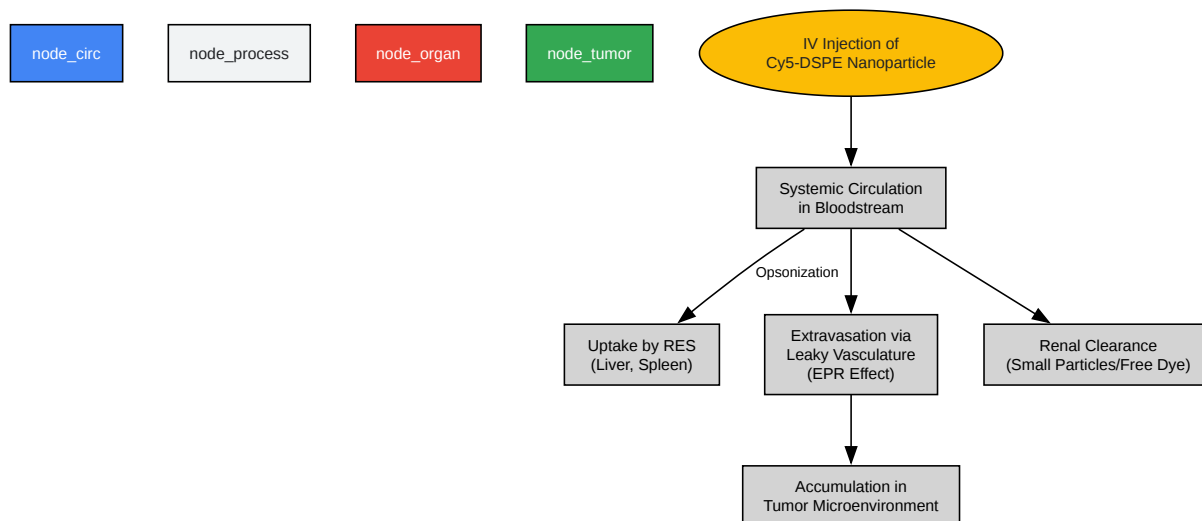 node_circ
node_process
node_organ
node_tumor
IV Injection of
Cy5-DSPE Nanoparticle
Systemic Circulation
in Bloodstream
Opsonization
Uptake by RES
(Liver, Spleen)
Extravasation via
Leaky Vasculature
(EPR Effect)
Renal Clearance
(Small Particles/Free Dye)
Accumulation in
Tumor Microenvironment